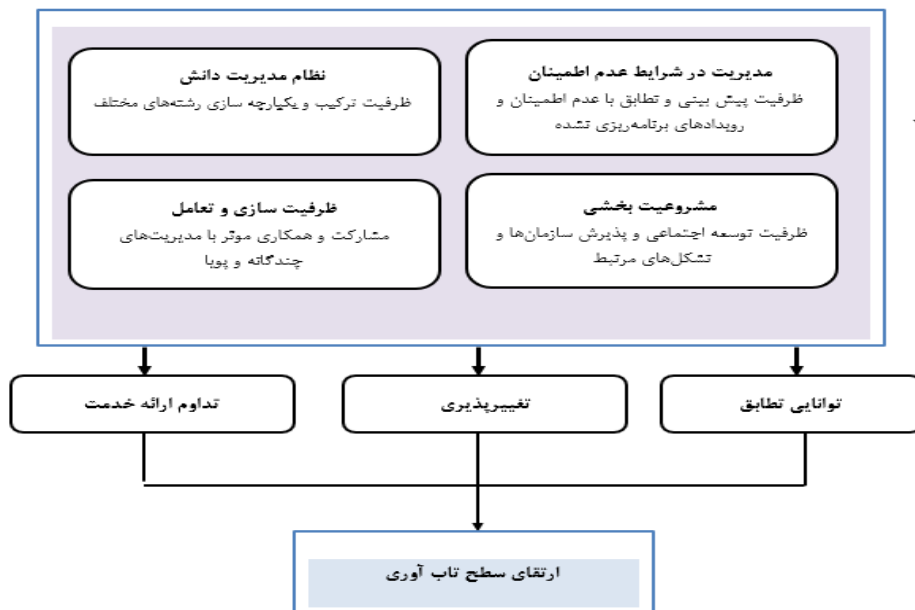 مدیریت در شرایط عدم اطمینان
ظرفیت پیش بینی و تطابق با عدم اطمینان و
رویدادهای برنامه‌ریزی نشده
نظام مدیریت دانش
ظرفیت ترکیب و یکپارچه سازی رشته‌های مختلف
مشروعیت بخشی
ظرفیت توسعه اجتماعی و پذیرش سازمان‌ها و
تشکل‌های مرتبط
ظرفیت سازی و تعامل
مشارکت و همکاری موثر با مدیریت‌های
چندگانه و پویا
توانایی تطابق
تغییرپذیری
تداوم ارائه خدمت
ارتقای سطح تاب آوری